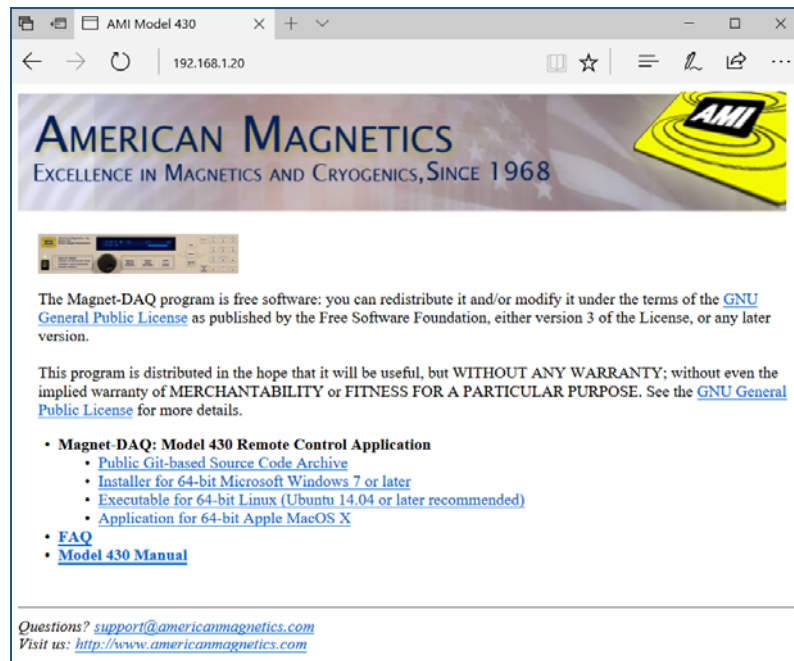 AMI Model 430
192.168.1.20
AMERICAN MAGNETICS
EXCELLENCE IN MAGNETICS AND CRYOGENICS, SINCE 1968
AMI
The Magnet-DAQ program is free software: you can redistribute it and/or modify it under the terms of the GNU
General Public License as published by the Free Software Foundation, either version 3 of the License, or any later
version.
This program is distributed in the hope that it will be useful, but WITHOUT ANY WARRANTY; without even the
implied warranty of MERCHANTABILITY or FITNESS FOR A PARTICULAR PURPOSE. See the GNU General
Public License for more details.
• Magnet-DAQ: Model 430 Remote Control Application
• Public Git-based Source Code Archive
• Installer for 64-bit Microsoft Windows 7 or later
• Executable for 64-bit Linux (Ubuntu 14.04 or later recommended)
• Application for 64-bit Apple MacOS X
• FAQ
• Model 430 Manual
Questions? support@americanmagnetics.com
Visit us: http://www.americanmagnetics.com